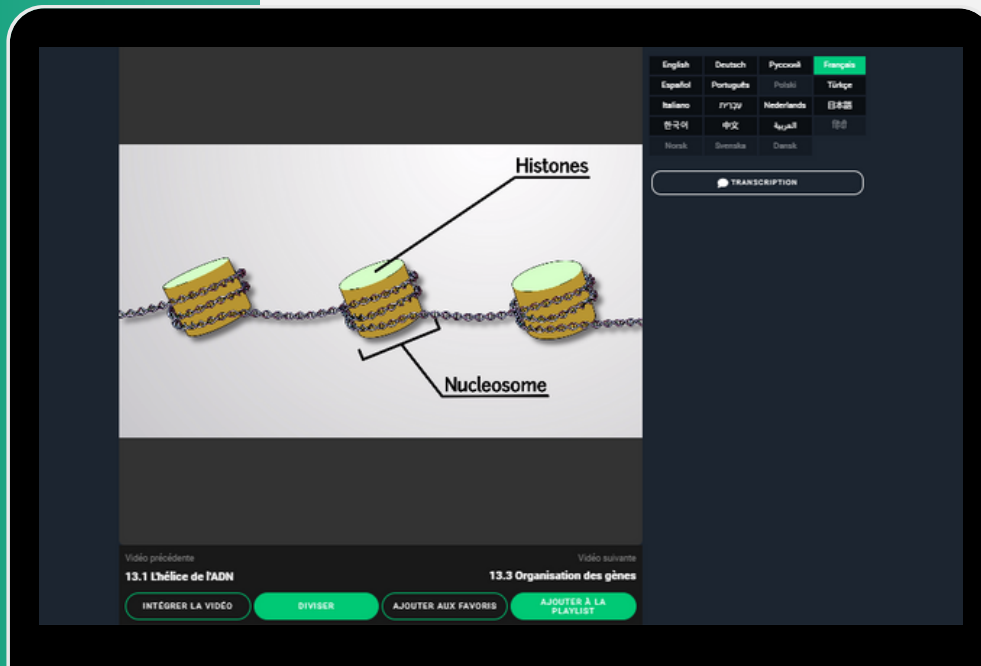 English Deutsch Русский Français
Español Português Polski Türkçe
Italiano עִבְרִית Nederlands 日本語
한국어 中文 العربية हिंदी
Norsk Svenska Dansk
TRANSCRIPTION
Histones
Nucleosome
Vidéo précédente Vidéo suivante
13.1 L'hélice de l'ADN 13.3 Organisation des gènes
INTÉGRER LA VIDÉO DIVISER AJOUTER AUX FAVORIS AJOUTER À LA
PLAYLIST